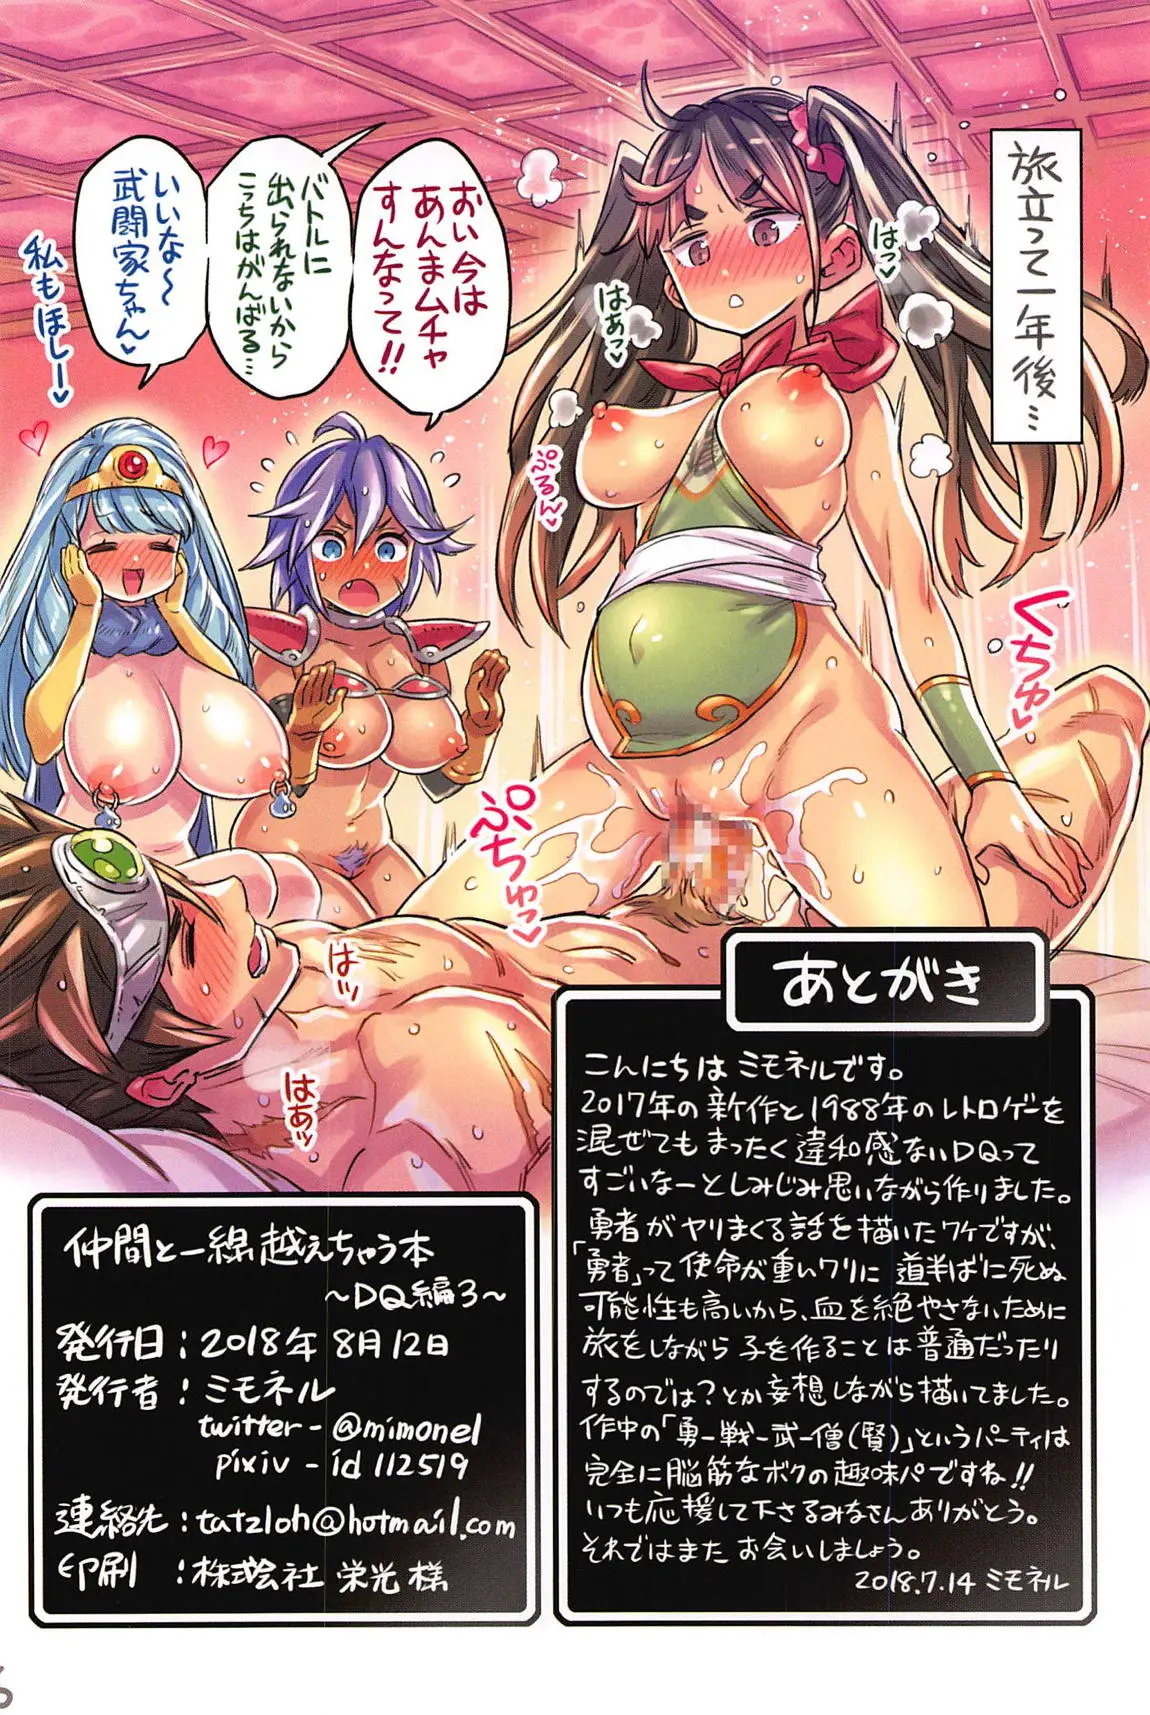 旅立って一年後…
おい今は
あんまムチャ
すんなって!!
バトルに
出られないから
こっちはがんばる…
いいな〜
武闘家ちゃん♥
私もほしー♥
はっ♥
はぁっ♥
ぷるん♥
くちゅ♥
ぷちゅっ♥
はッ
はぁッ
あとがき
こんにちは ミモネルです。
2017年の新作と1988年のレトロゲーを
混ぜてもまったく違和感ないDQって
すごいなーとしみじみ思いながら作りました。
勇者がヤリまくる話を描いたワケですが、
「勇者」って使命が重いワリに道半ばに死ぬ
可能性も高いから、血を絶やさないために
旅をしながら子を作ることは普通だったり
するのでは？とか妄想しながら描いてました。
作中の「勇ー戦ー武ー僧(賢)」というパーティは
完全に脳筋なボクの趣味パですね!!
いつも応援して下さるみなさんありがとう。
それではまたお会いしましょう。
2018.7.14 ミモネル
仲間と一線越えちゃう本
〜DQ編3〜
発行日：2018年8月12日
発行者：ミモネル
twitter - @mimonel
pixiv - id 112519
連絡先：tatzloh@hotmail.com
印刷　：株式会社 栄光 様